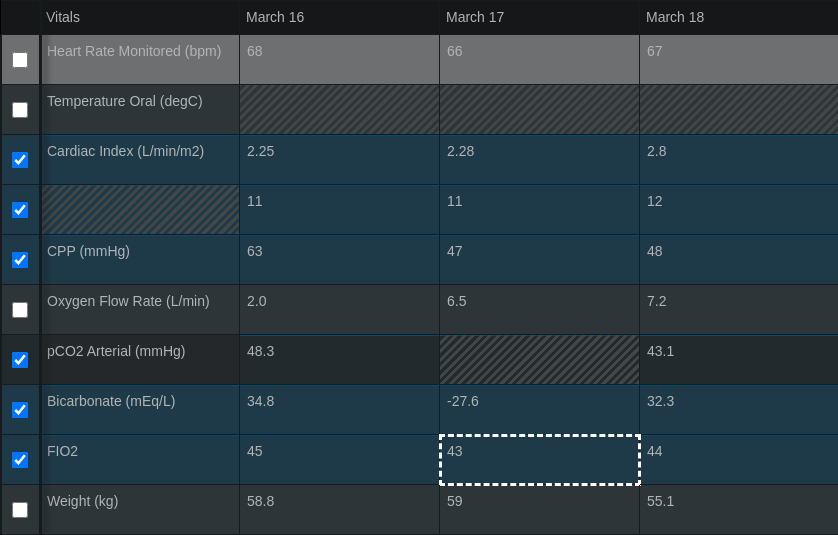 Vitals March 16 March 17 March 18
Heart Rate Monitored (bpm) 68 66 67
Temperature Oral (degC)
Cardiac Index (L/min/m2) 2.25 2.28 2.8
11 11 12
CPP (mmHg) 63 47 48
Oxygen Flow Rate (L/min) 2.0 6.5 7.2
pCO2 Arterial (mmHg) 48.3 43.1
Bicarbonate (mEq/L) 34.8 -27.6 32.3
FIO2 45 43 44
Weight (kg) 58.8 59 55.1